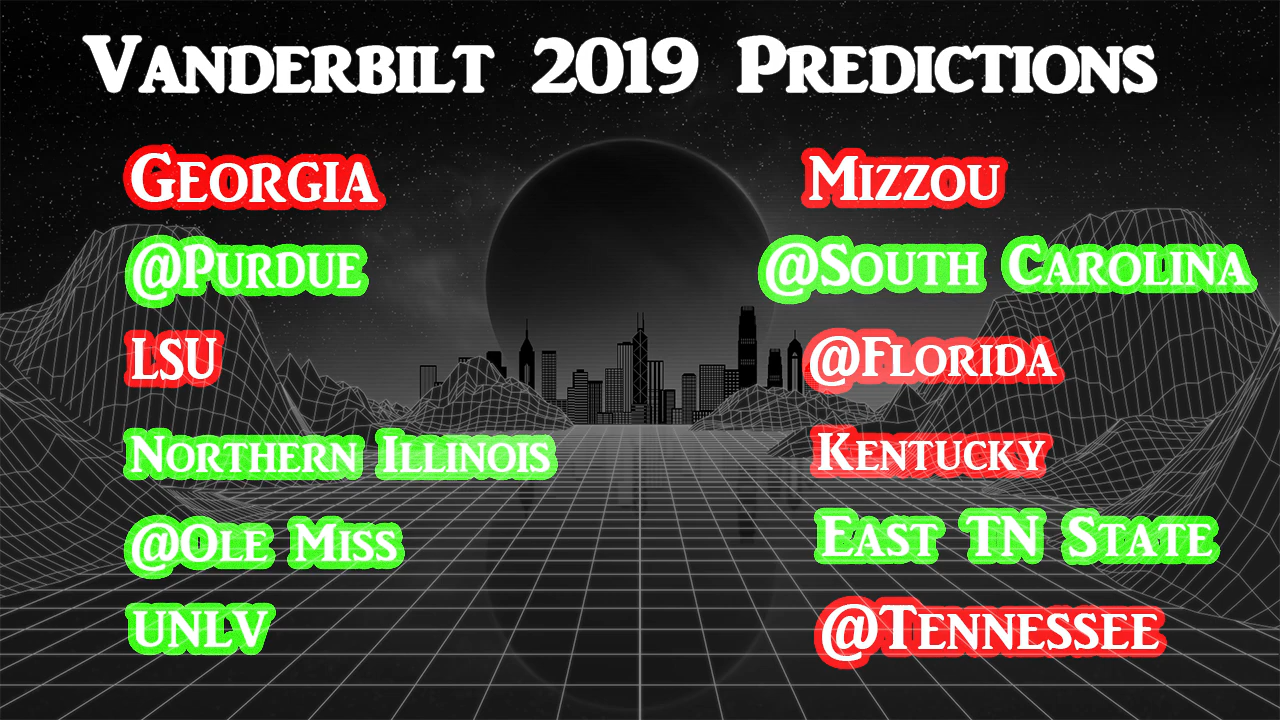 Vanderbilt 2019 Predictions
Georgia
@Purdue
LSU
Northern Illinois
@Ole Miss
UNLV
Mizzou
@South Carolina
@Florida
Kentucky
East TN State
@Tennessee